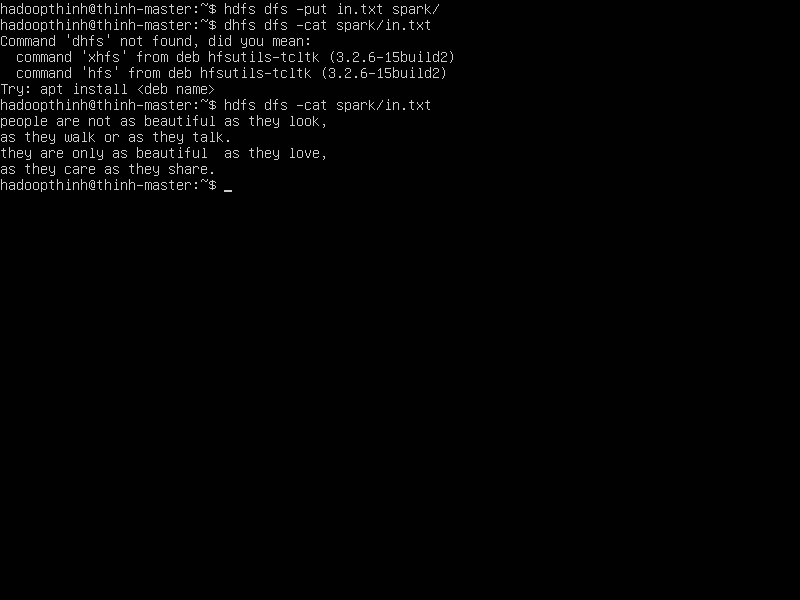 hadoopthinh@thinh-master:~$ hdfs dfs -put in.txt spark/
hadoopthinh@thinh-master:~$ dhfs dfs -cat spark/in.txt
Command 'dhfs' not found, did you mean:
  command 'xhfs' from deb hfsutils-tcltk (3.2.6-15build2)
  command 'hfs' from deb hfsutils-tcltk (3.2.6-15build2)
Try: apt install <deb name>
hadoopthinh@thinh-master:~$ hdfs dfs -cat spark/in.txt
people are not as beautiful as they look,
as they walk or as they talk.
they are only as beautiful  as they love,
as they care as they share.
hadoopthinh@thinh-master:~$ _